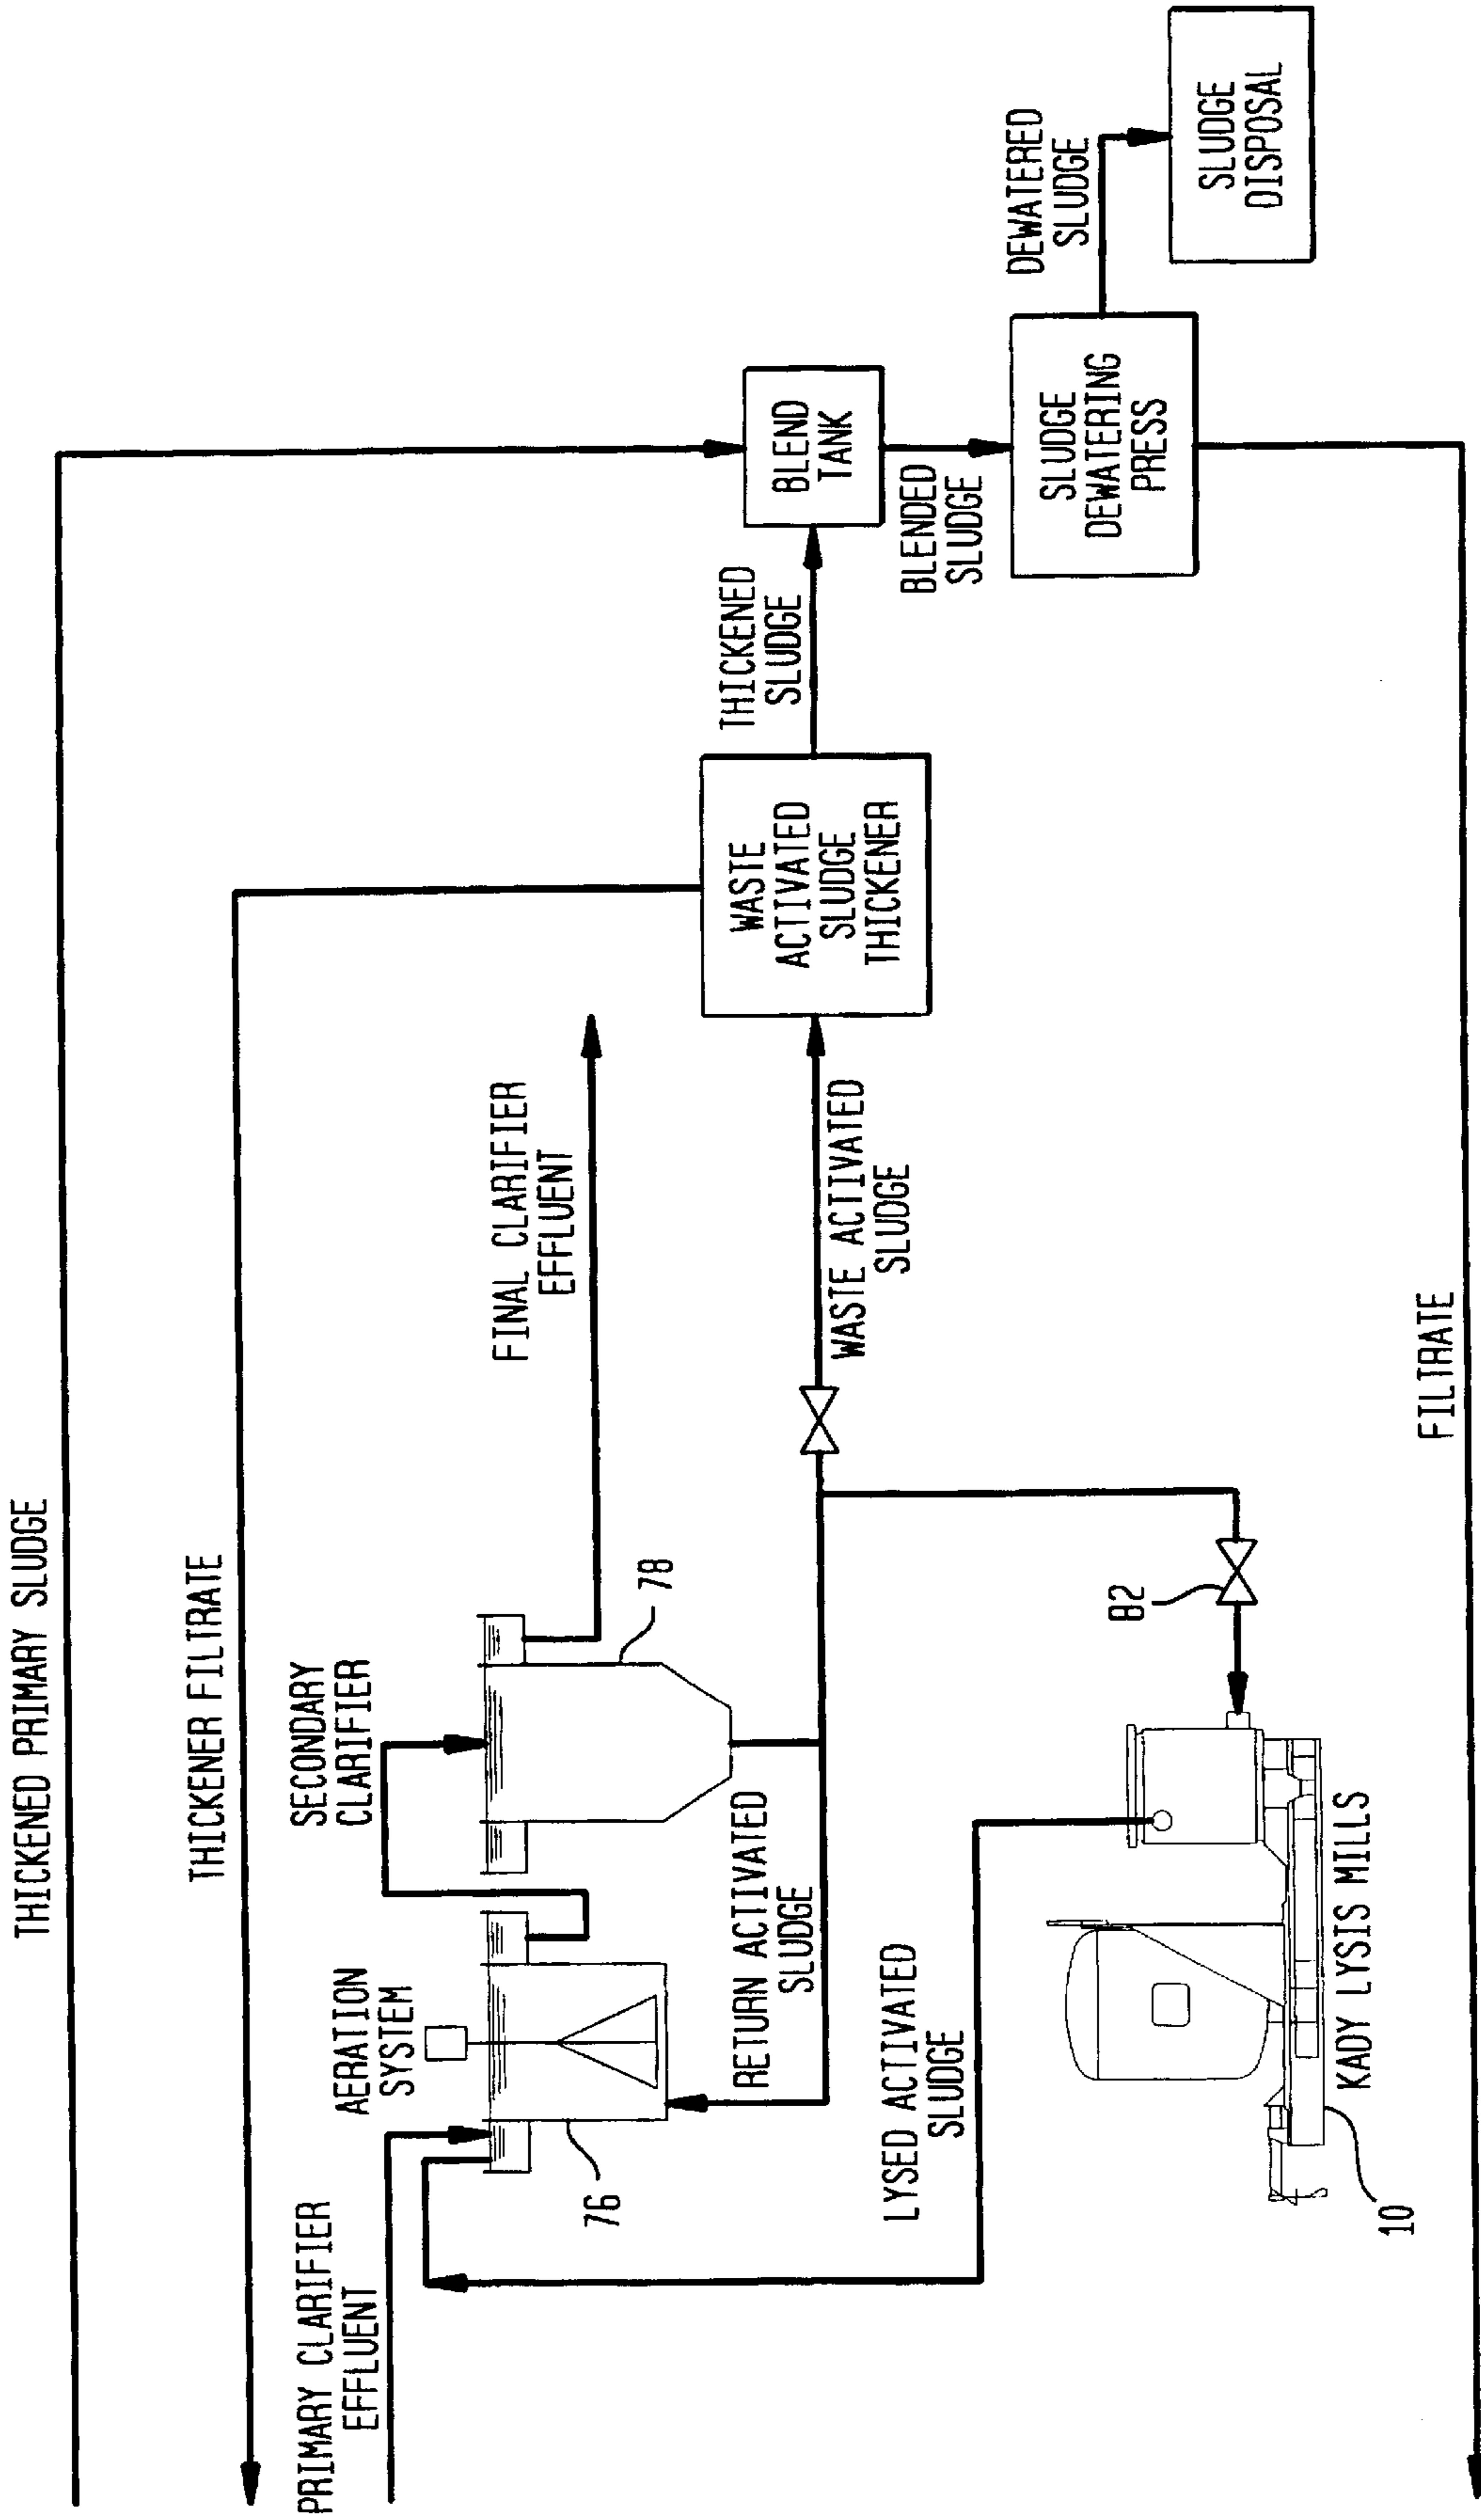 THICKENED PRIMARY SLUDGE
THICKENER FILTRATE
PRIMARY CLARIFIER
EFFLUENT
AERATION
SYSTEM
SECONDARY
CLARIFIER
76
78
FINAL CLARIFIER
EFFLUENT
RETURN ACTIVATED
SLUDGE
WASTE ACTIVATED
SLUDGE
WASTE
ACTIVATED
SLUDGE
THICKENER
THICKENED
SLUDGE
BLEND
TANK
BLENDED
SLUDGE
SLUDGE
DEWATERING
PRESS
DEWATERED
SLUDGE
SLUDGE
DISPOSAL
LYSED ACTIVATED
SLUDGE
82
10
KADY LYSIS MILLS
FILTRATE